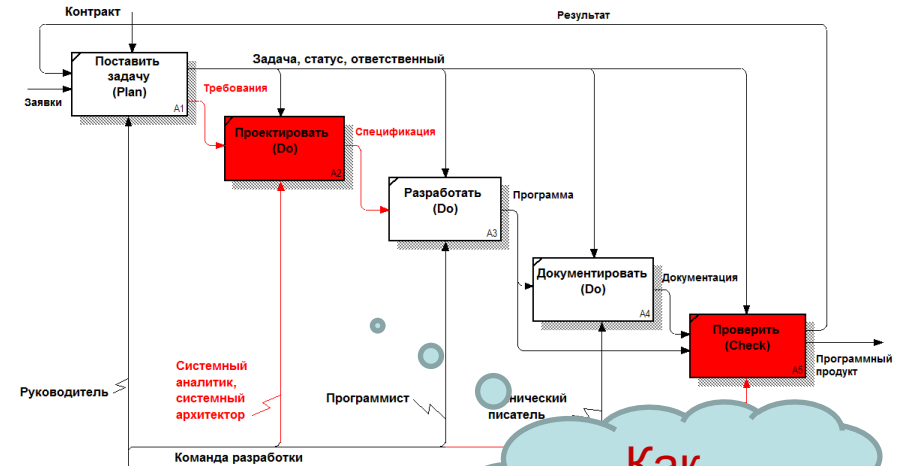 Контракт
Результат
Поставить
задачу
(Plan)
A1
Заявки
Задача, статус, ответственный
Требования
Проектировать
(Do)
A2
Спецификация
Разработать
(Do)
A3
Программа
Документировать
(Do)
A4
Документация
Проверить
(Check)
A5
Программный
продукт
Руководитель
Системный
аналитик,
системный
архитектор
Программист
писатель
Команда разработки
Как